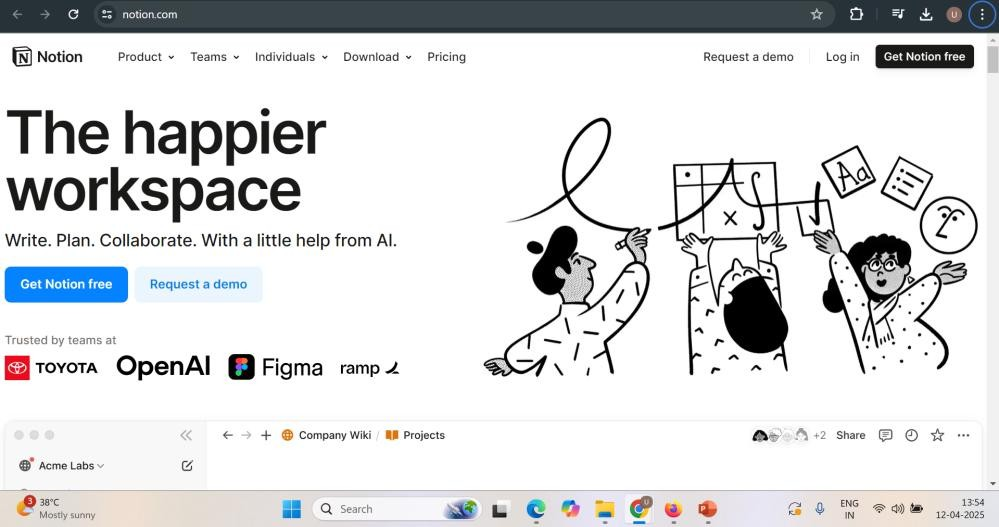 notion.com
U
Notion Product Teams Individuals Download Pricing Request a demo Log in Get Notion free
The happier
workspace
Write. Plan. Collaborate. With a little help from AI.
Get Notion free Request a demo
Trusted by teams at
TOYOTA OpenAI Figma ramp
Aa
x
Company Wiki / Projects +2 Share
Acme Labs
3 38°C
Mostly sunny
Search
U
ENG
IN
13:54
12-04-2025